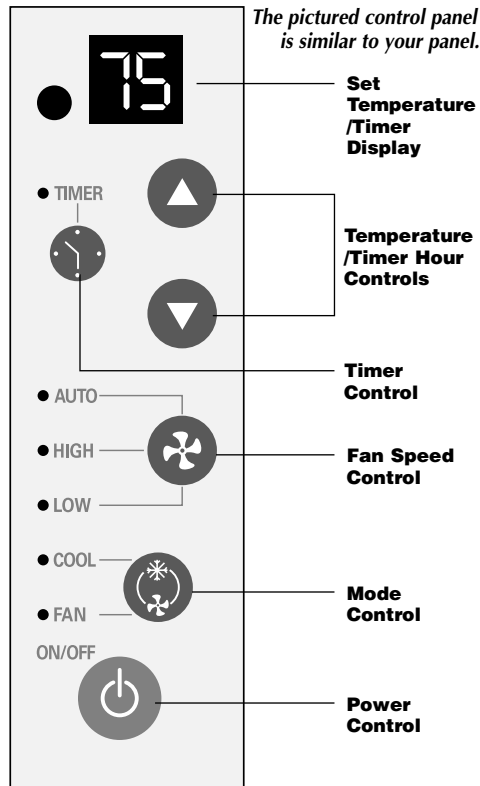 The pictured control panel
is similar to your panel.
75
Set
Temperature
/Timer
Display
TIMER
Temperature
/Timer Hour
Controls
Timer
Control
AUTO
HIGH
LOW
Fan Speed
Control
COOL
FAN
Mode
Control
ON/OFF
Power
Control